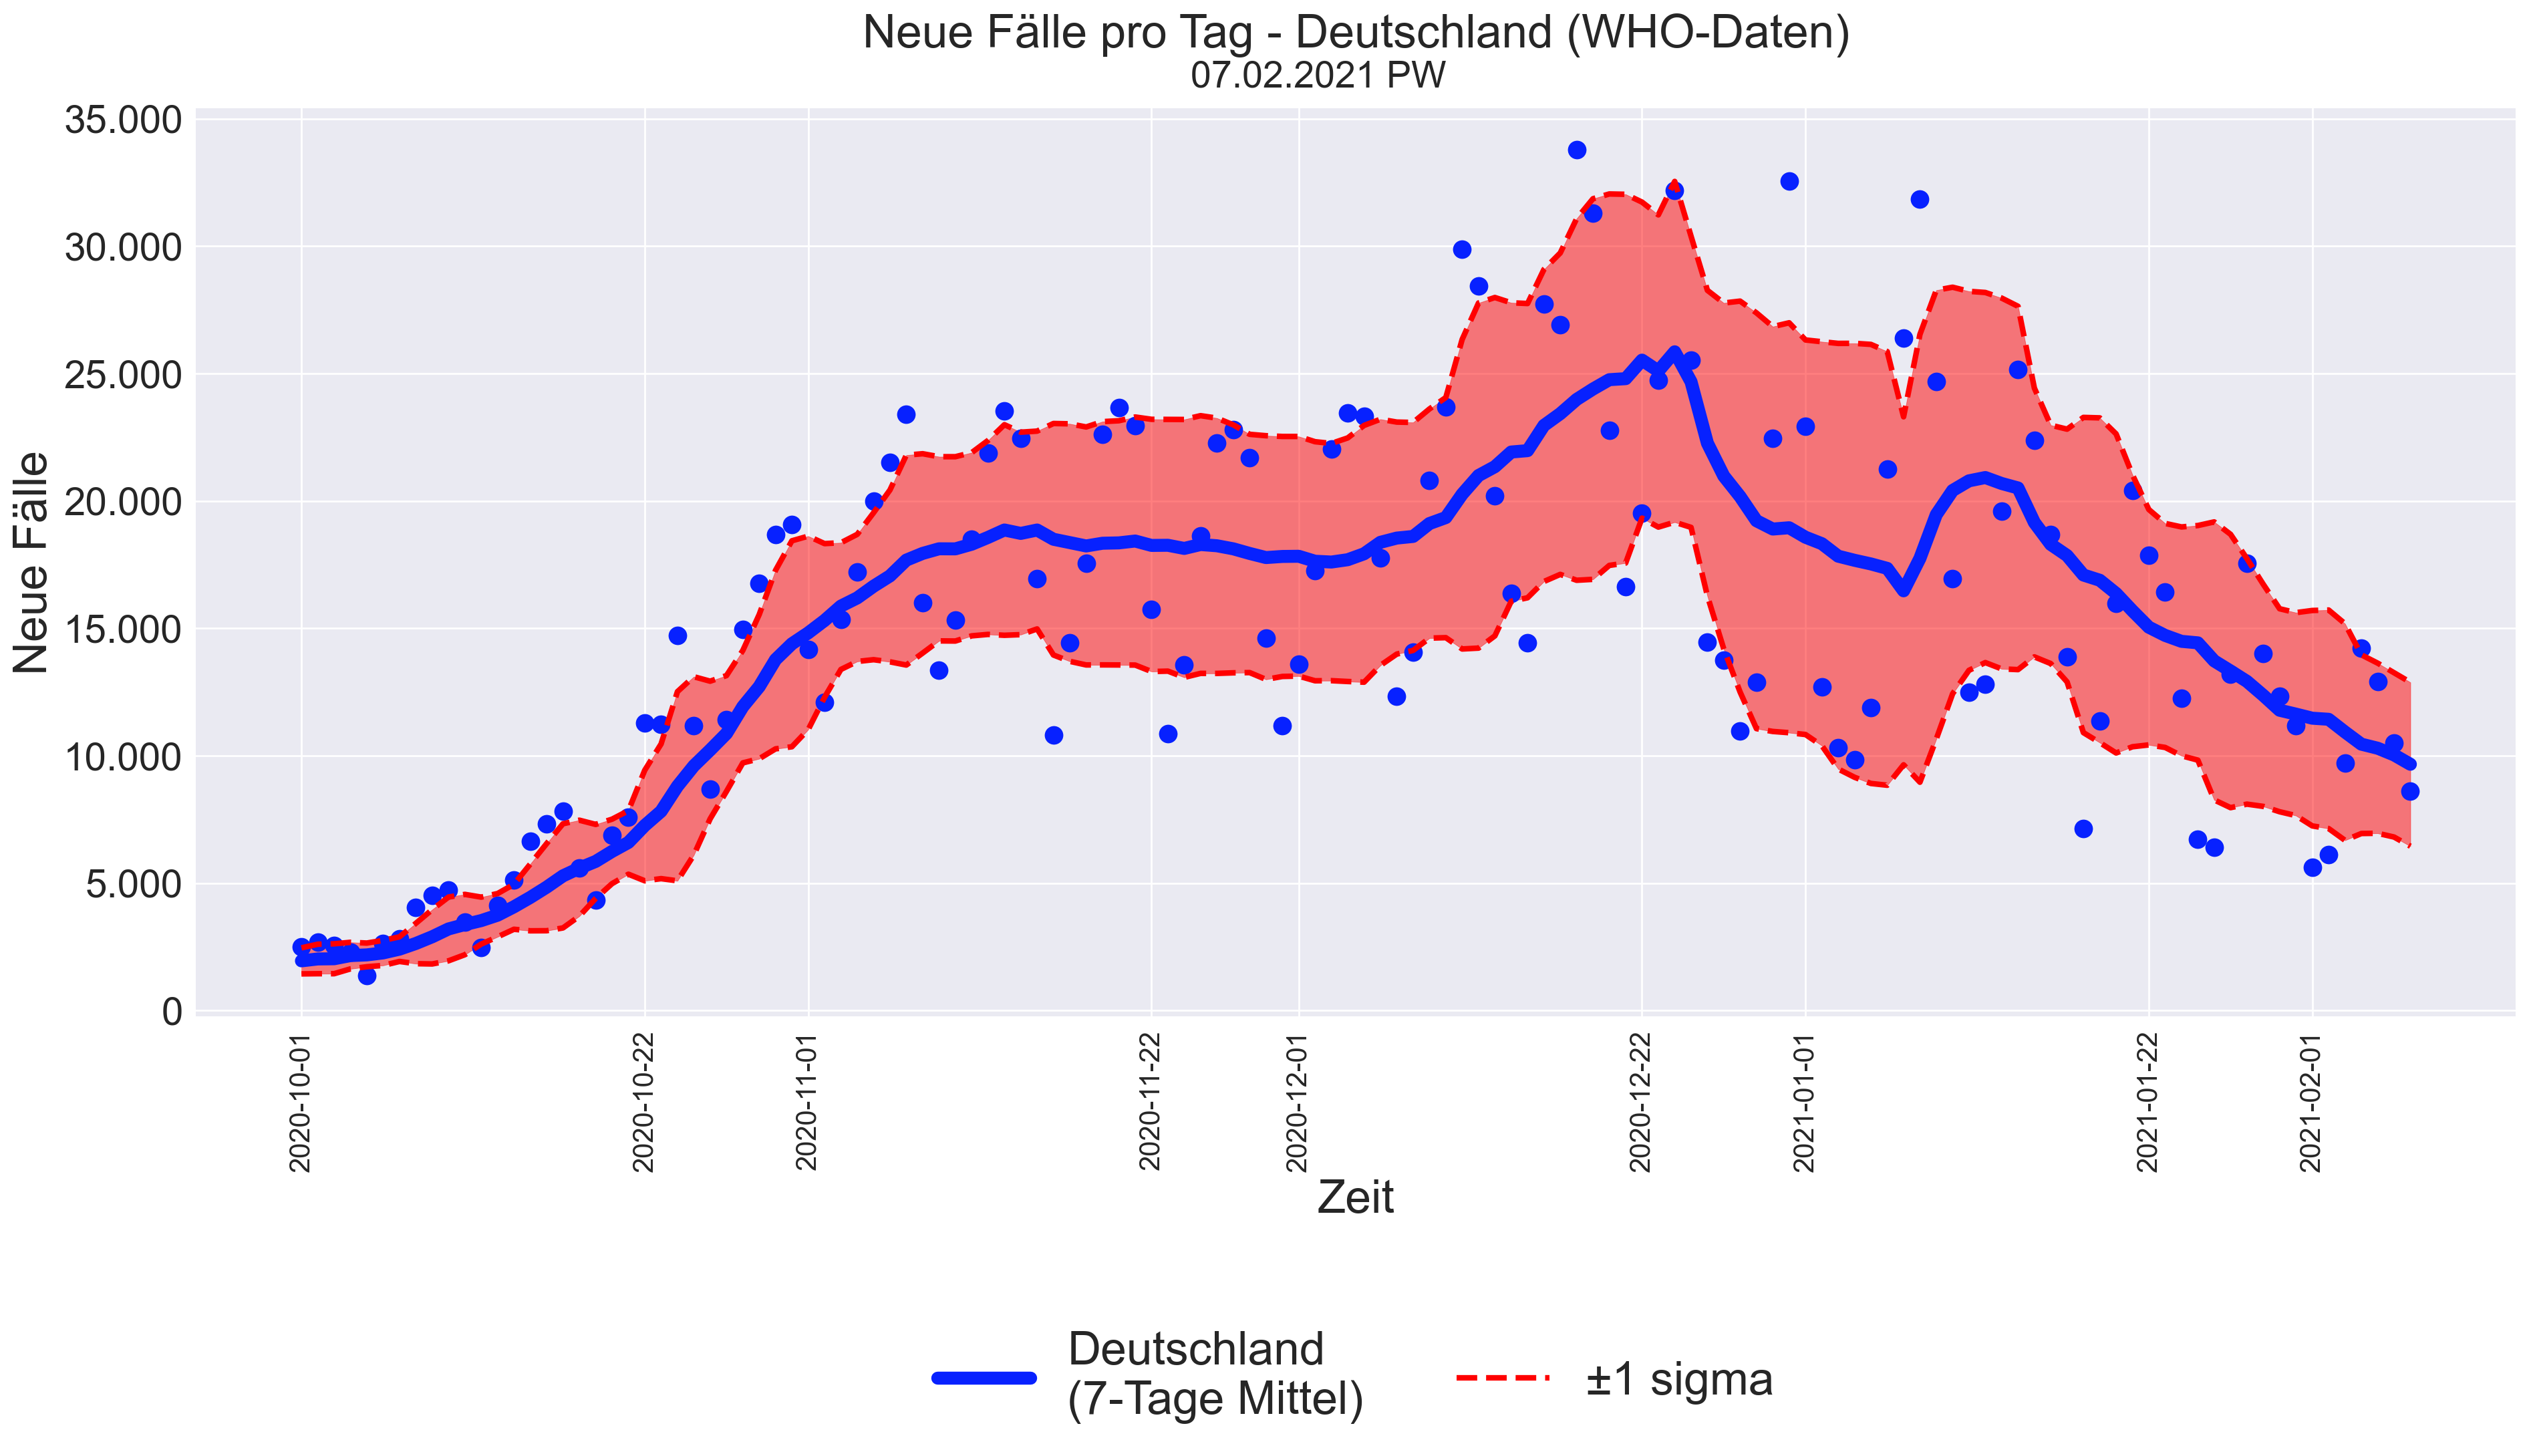 Neue Fälle pro Tag - Deutschland (WHO-Daten)
07.02.2021 PW
Neue Fälle
35.000
30.000
25.000
20.000
15.000
10.000
5.000
0
2020-10-01
2020-10-22
2020-11-01
2020-11-22
2020-12-01
2020-12-22
2021-01-01
2021-01-22
2021-02-01
Zeit
Deutschland
(7-Tage Mittel)
±1 sigma